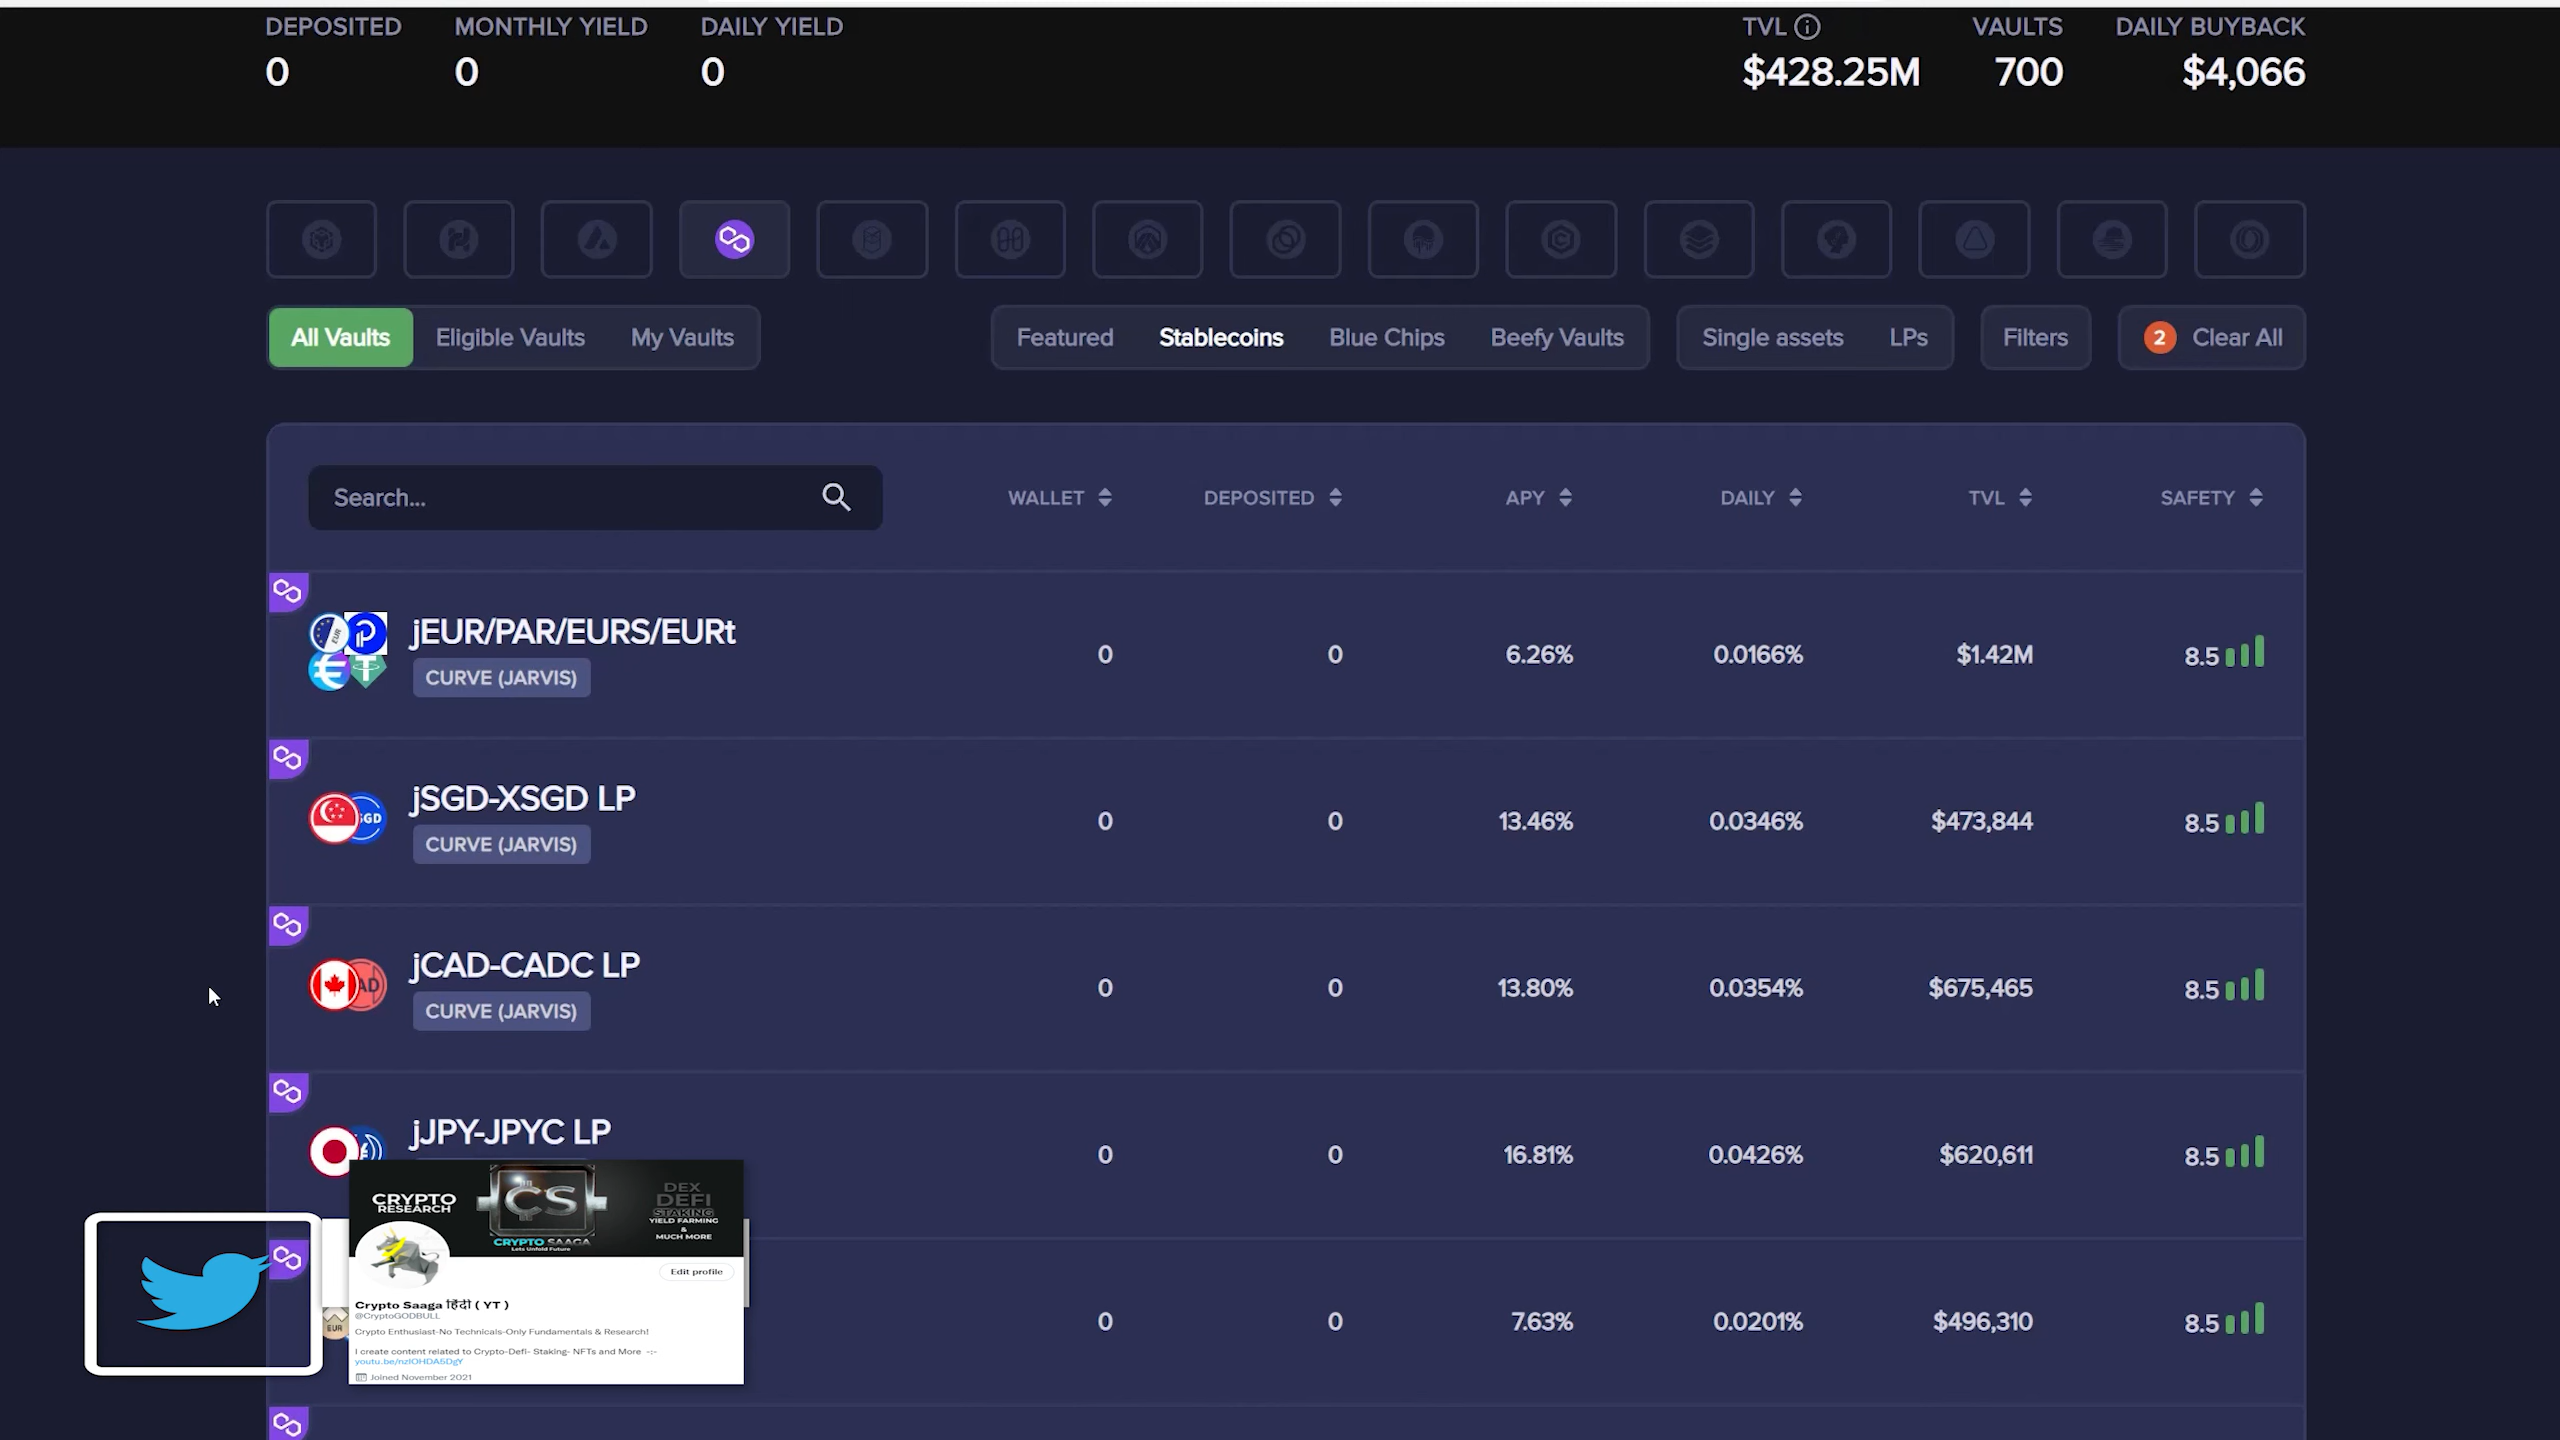 DEPOSITED MONTHLY YIELD DAILY YIELD TVL VAULTS DAILY BUYBACK
0 0 0 $428.25M 700 $4,066
All Vaults Eligible Vaults My Vaults Featured Stablecoins Blue Chips Beefy Vaults Single assets LPs Filters 2 Clear All
Search... WALLET DEPOSITED APY DAILY TVL SAFETY
jEUR/PAR/EURS/EURt
CURVE (JARVIS)
0 0 6.26% 0.0166% $1.42M 8.5
jSGD-XSGD LP
CURVE (JARVIS)
0 0 13.46% 0.0346% $473,844 8.5
jCAD-CADC LP
CURVE (JARVIS)
0 0 13.80% 0.0354% $675,465 8.5
jJPY-JPYC LP
0 0 16.81% 0.0426% $620,611 8.5
0 0 7.63% 0.0201% $496,310 8.5
CRYPTO
RESEARCH
CS
CRYPTO SAAGA
Lets Unfold Future
DEX
DEFI
STAKING
YIELD FARMING
&
MUCH MORE
Edit profile
Crypto Saaga हिंदी ( YT )
@CryptoGODBULL
Crypto Enthusiast-No Technicals-Only Fundamentals & Research!
I create content related to Crypto-Defi- Staking- NFTs and More -:-
youtu.be/nzIOHDA5DgY
Joined November 2021
EUR